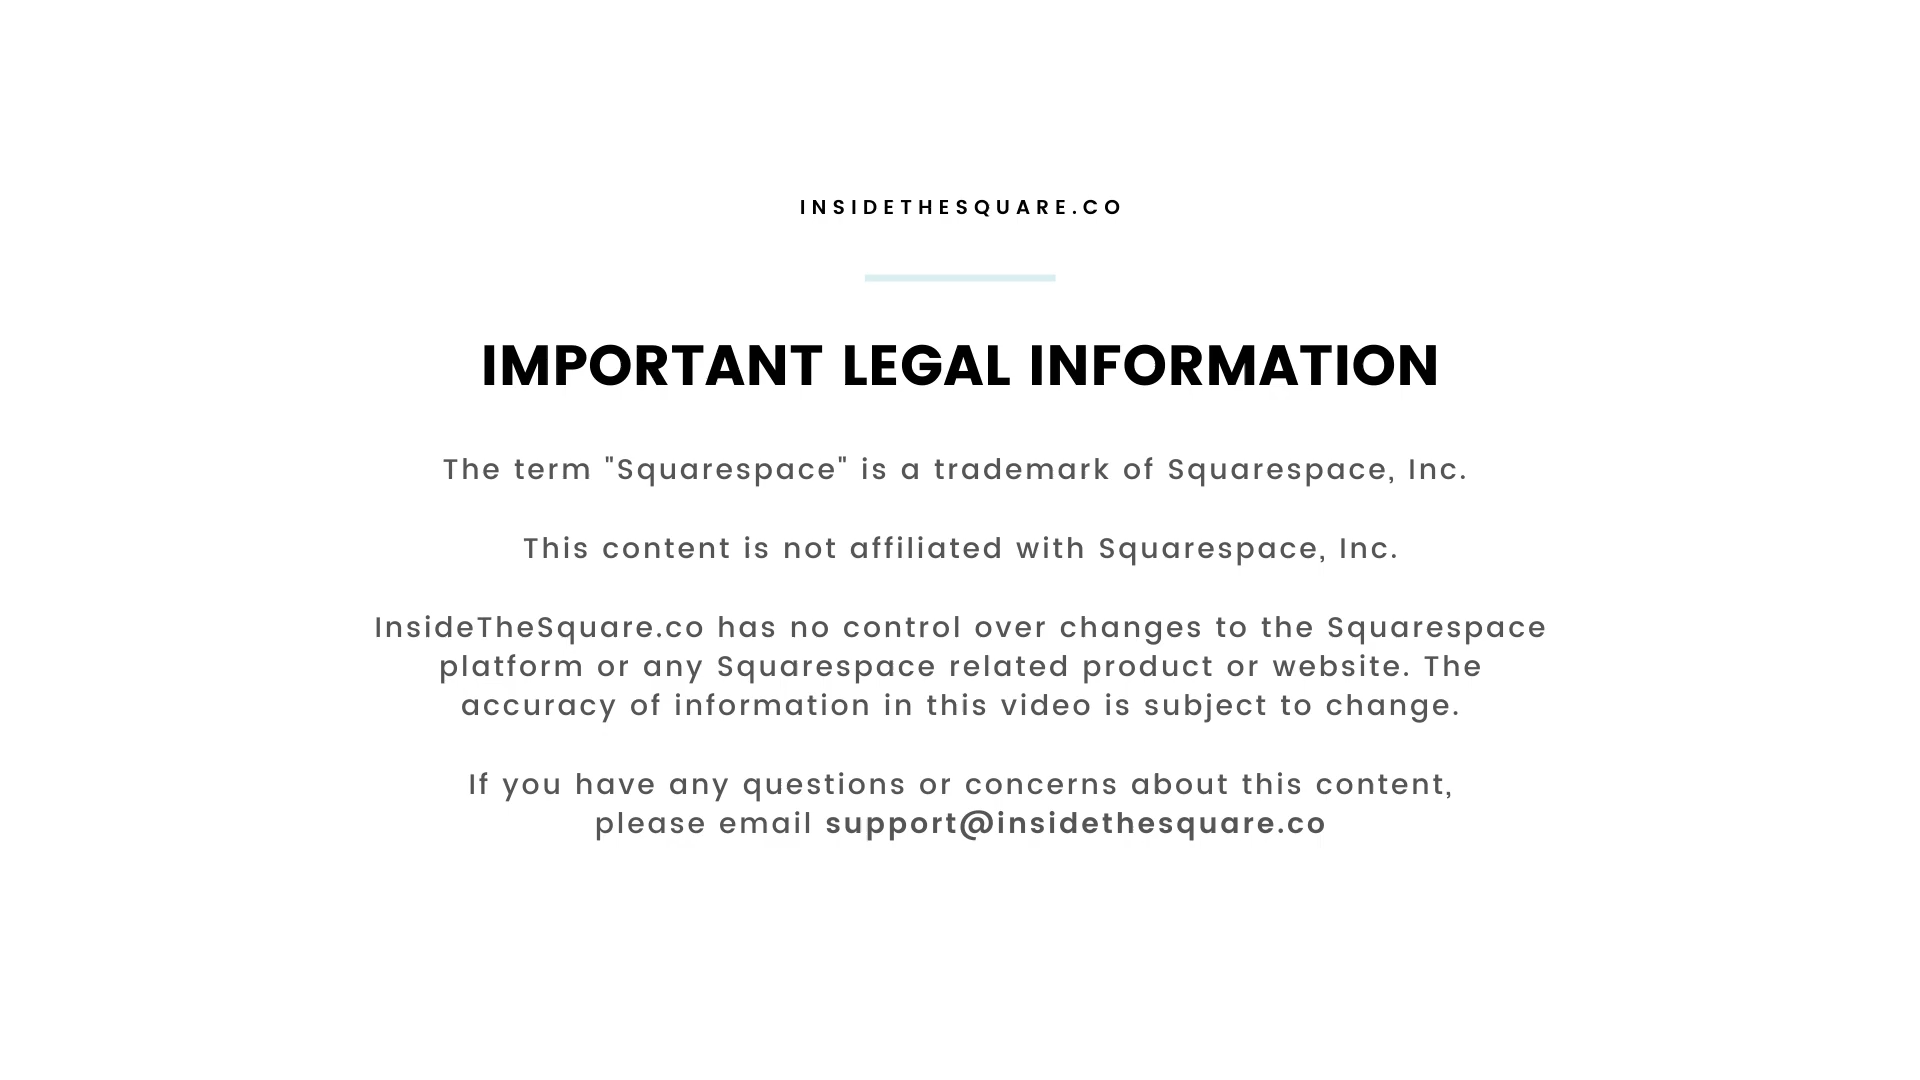 INSIDETHESQUARE.CO
IMPORTANT LEGAL INFORMATION
The term "Squarespace" is a trademark of Squarespace, Inc.
This content is not affiliated with Squarespace, Inc.
InsideTheSquare.co has no control over changes to the Squarespace
platform or any Squarespace related product or website. The
accuracy of information in this video is subject to change.
If you have any questions or concerns about this content,
please email support@insidethesquare.co